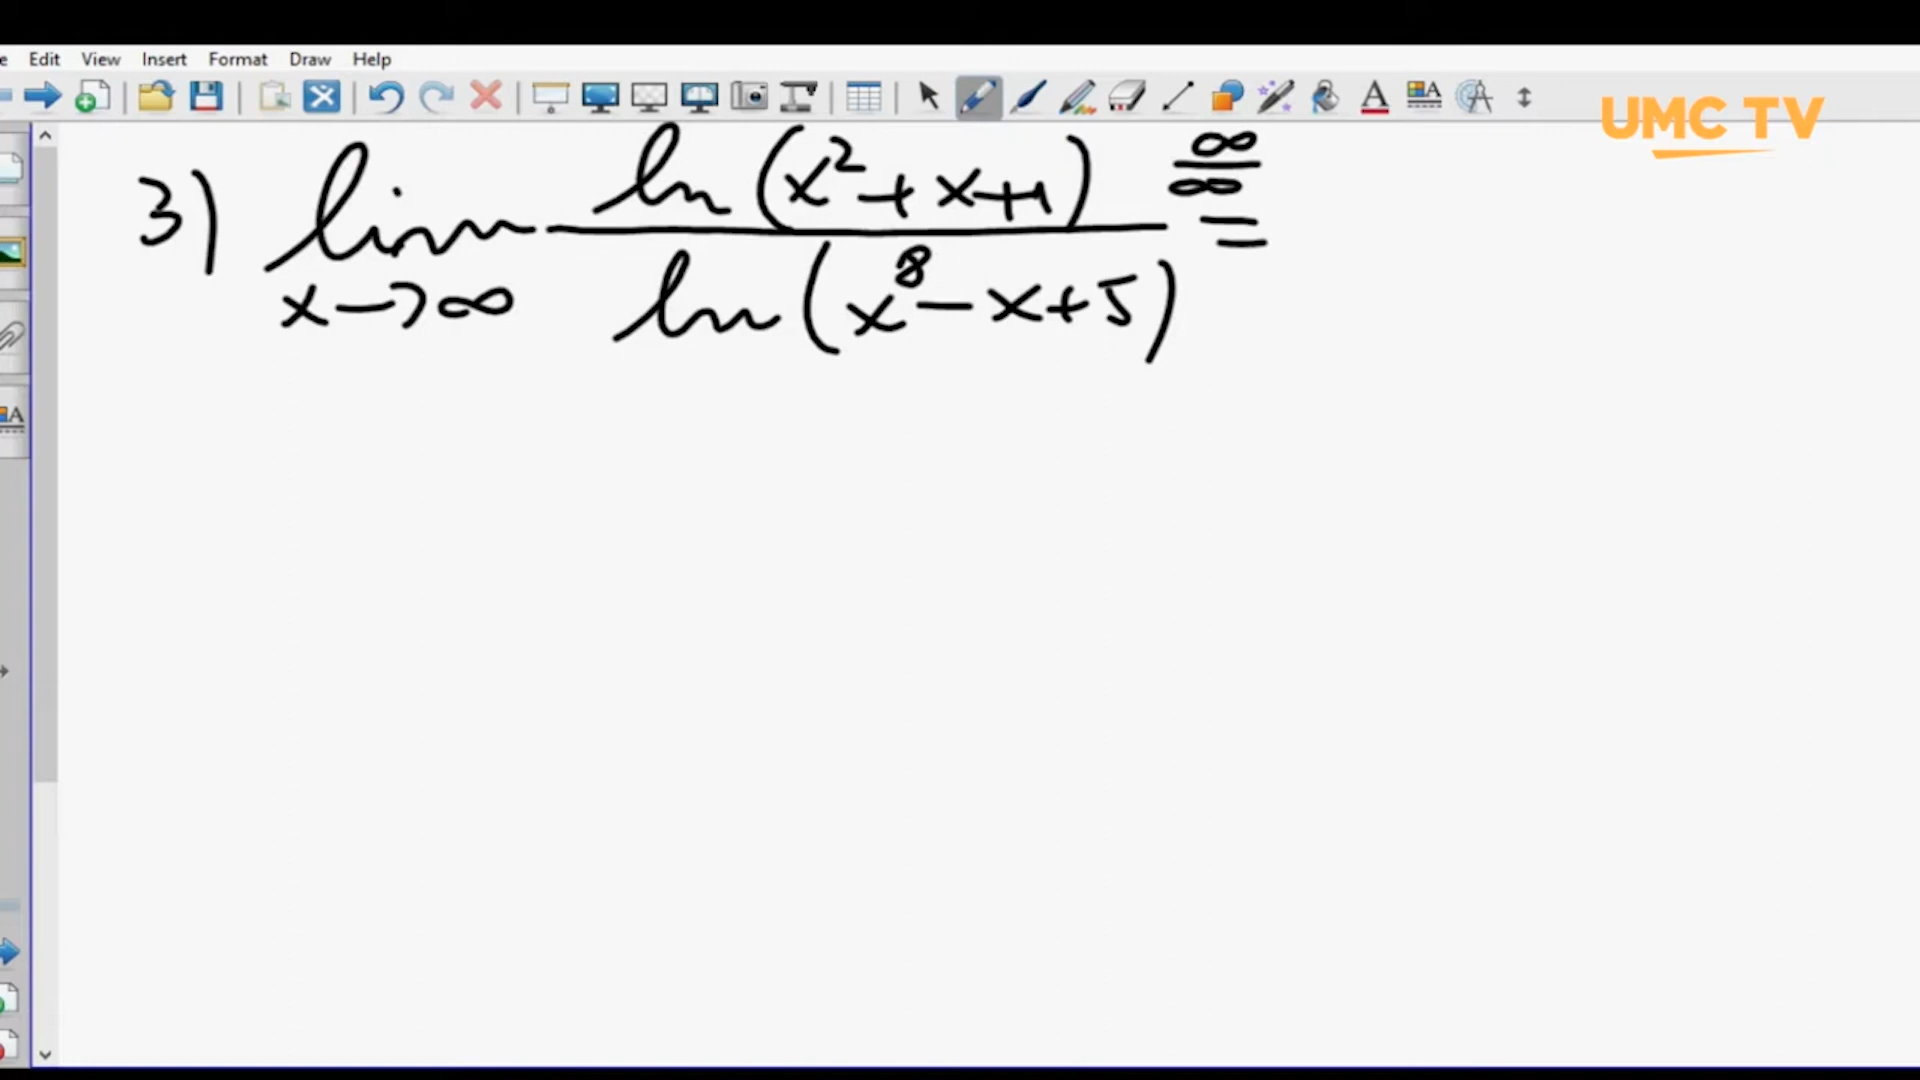 e Edit View Insert Format Draw Help
UMC TV
3) lim ln(x²+x+1) ∞
∞ =
x→∞ ln(x⁸-x+5)